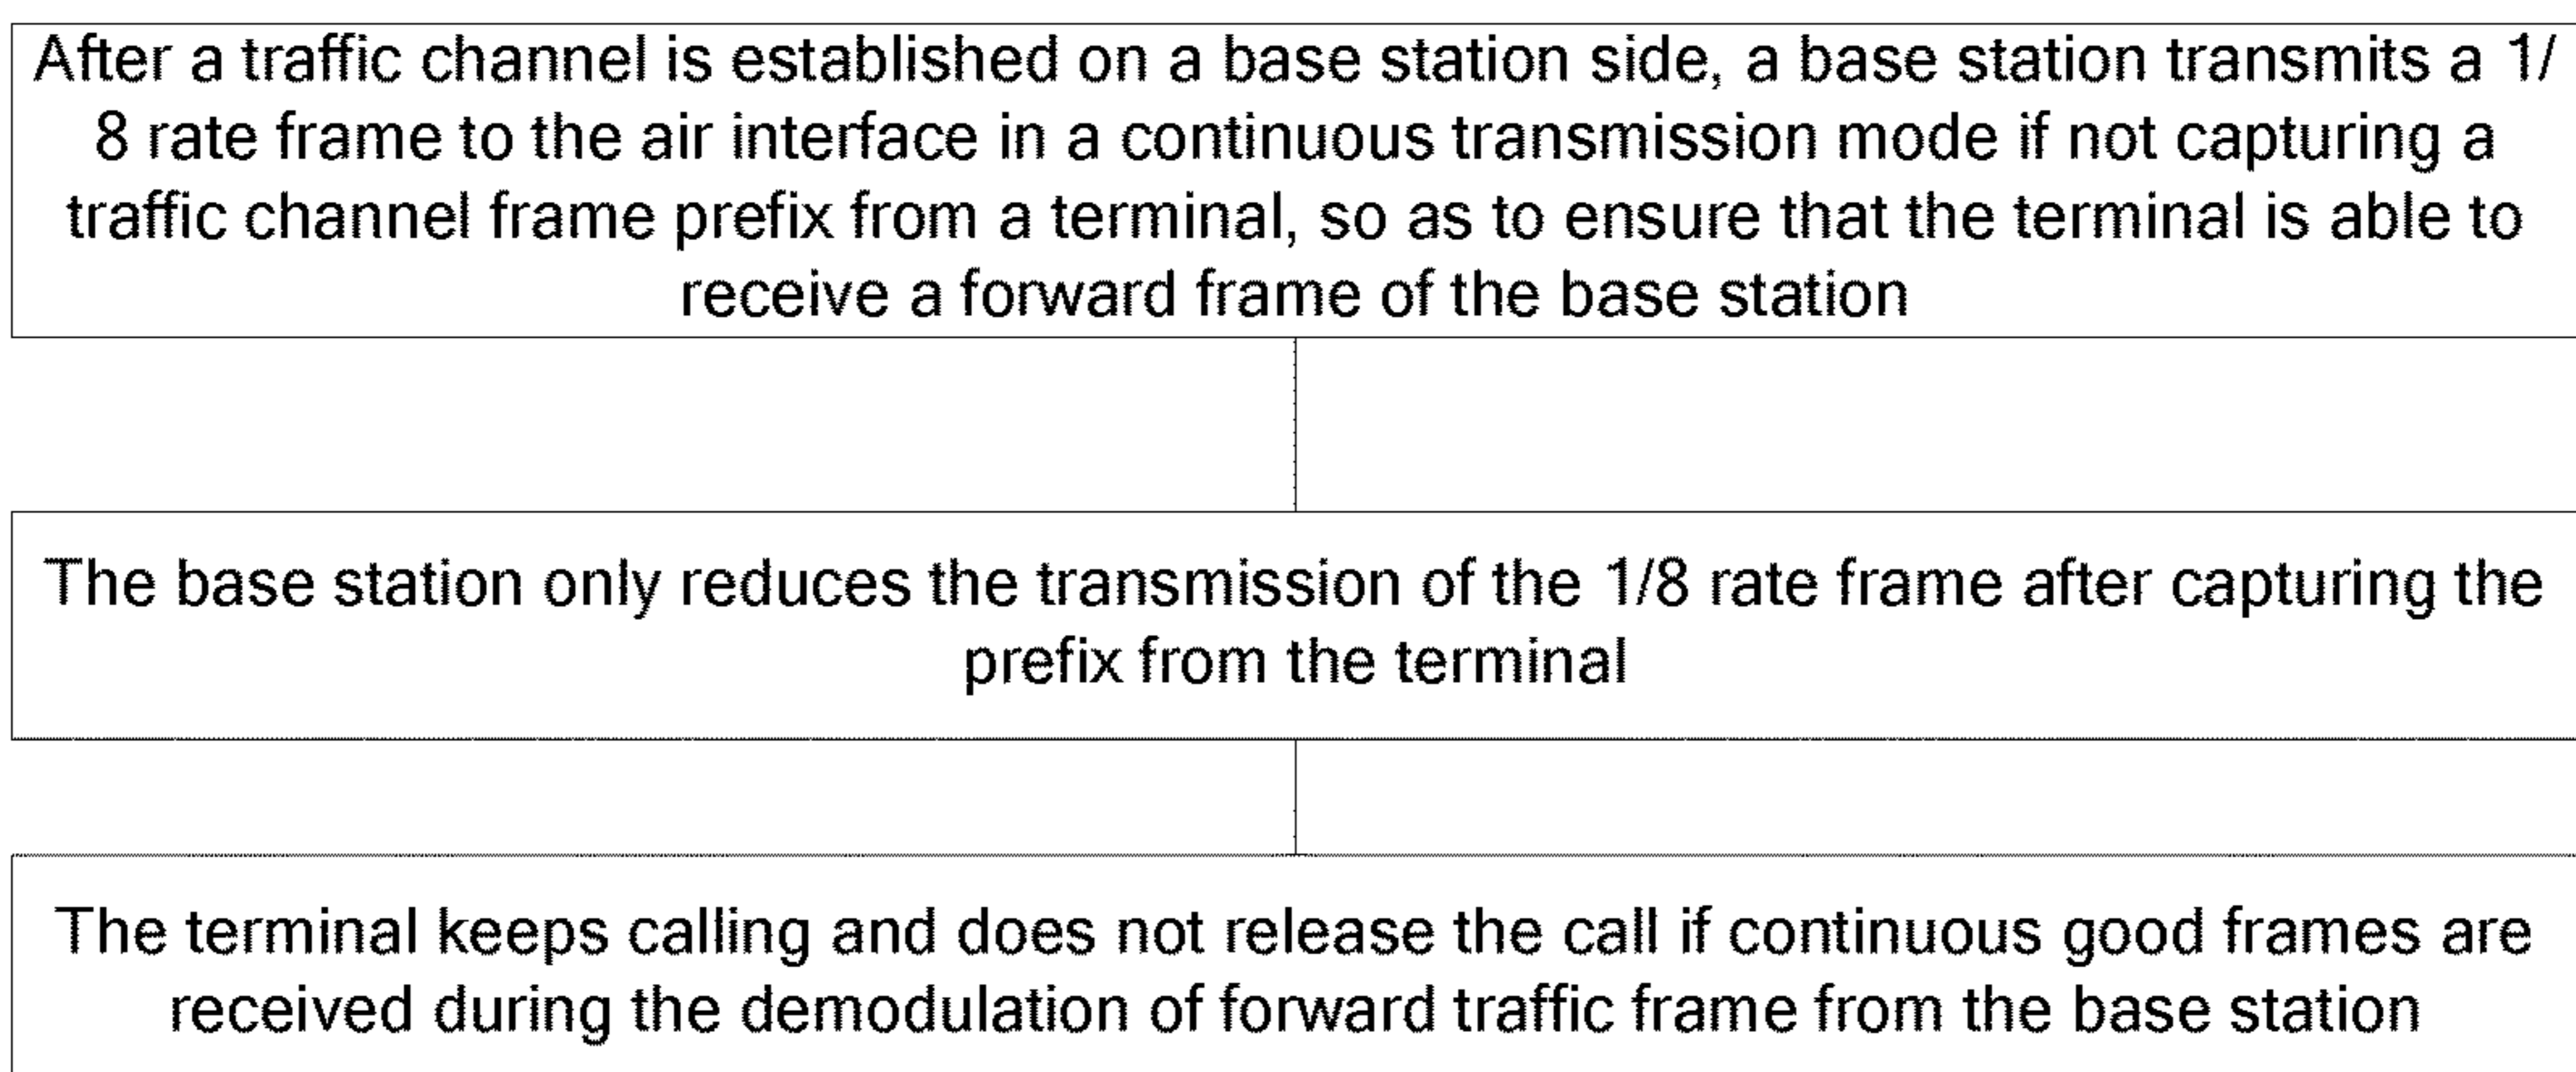 After a traffic channel is established on a base station side, a base station transmits a 1/
8 rate frame to the air interface in a continuous transmission mode if not capturing a
traffic channel frame prefix from a terminal, so as to ensure that the terminal is able to
receive a forward frame of the base station
The base station only reduces the transmission of the 1/8 rate frame after capturing the
prefix from the terminal
The terminal keeps calling and does not release the call if continuous good frames are
received during the demodulation of forward traffic frame from the base station